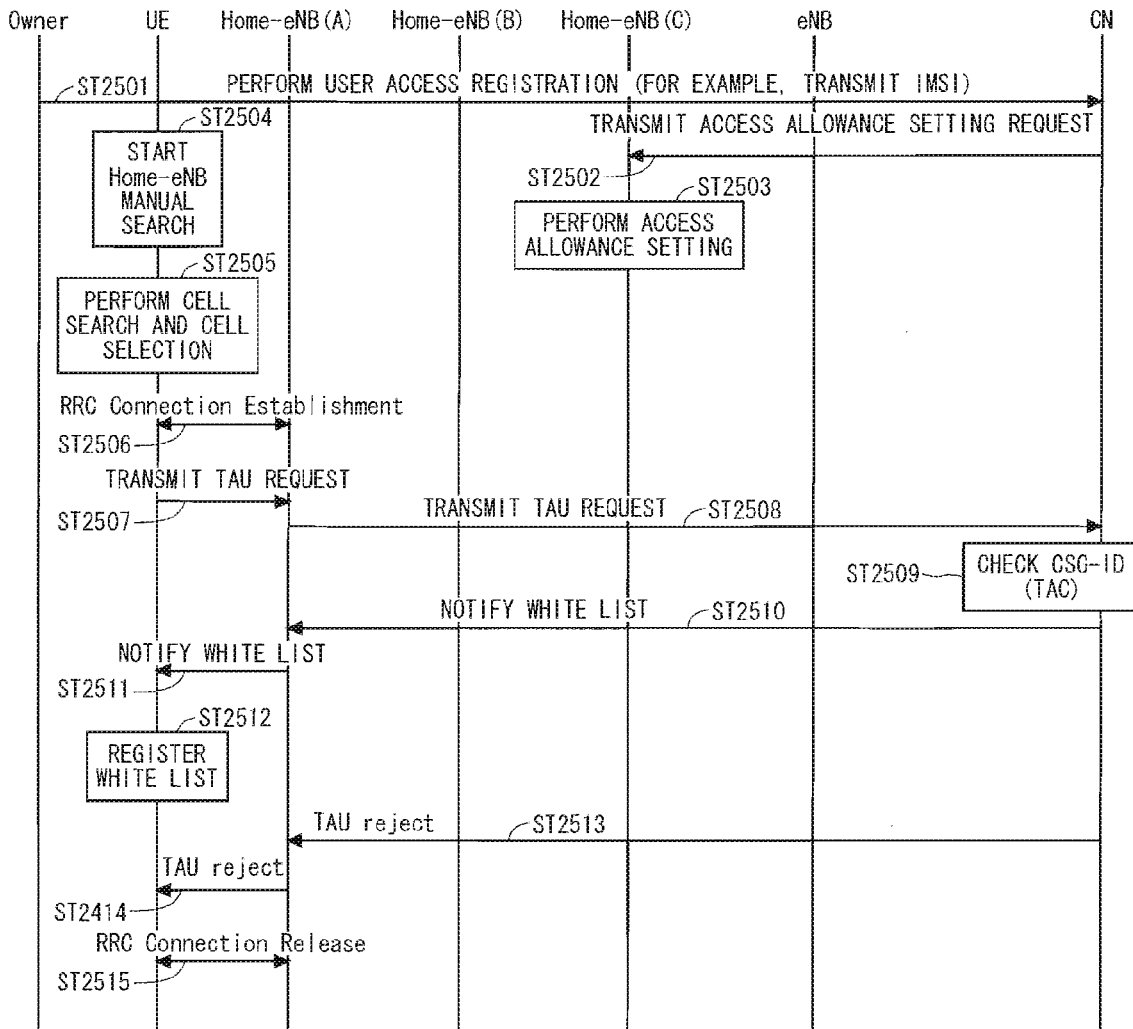 Owner UE Home-eNB(A) Home-eNB(B) Home-eNB(C) eNB CN
ST2501
PERFORM USER ACCESS REGISTRATION (FOR EXAMPLE, TRANSMIT IMSI)
ST2504
START
Home-eNB
MANUAL
SEARCH
TRANSMIT ACCESS ALLOWANCE SETTING REQUEST
ST2502
ST2503
PERFORM ACCESS
ALLOWANCE SETTING
ST2505
PERFORM CELL
SEARCH AND CELL
SELECTION
RRC Connection Establishment
ST2506
TRANSMIT TAU REQUEST
ST2507
TRANSMIT TAU REQUEST
ST2508
ST2509
CHECK CSG-ID
(TAC)
NOTIFY WHITE LIST
ST2510
NOTIFY WHITE LIST
ST2511
ST2512
REGISTER
WHITE LIST
TAU reject
ST2513
TAU reject
ST2414
RRC Connection Release
ST2515